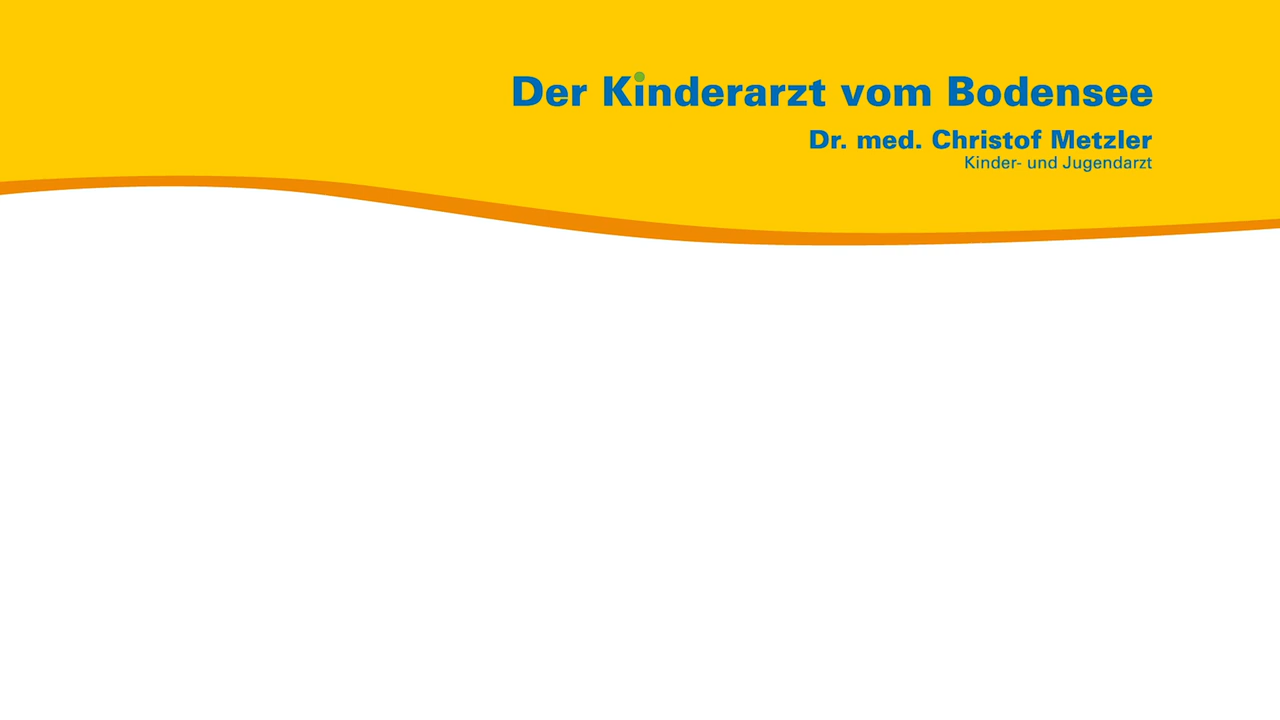 Der Kinderarzt vom Bodensee
Dr. med. Christof Metzler
Kinder- und Jugendarzt